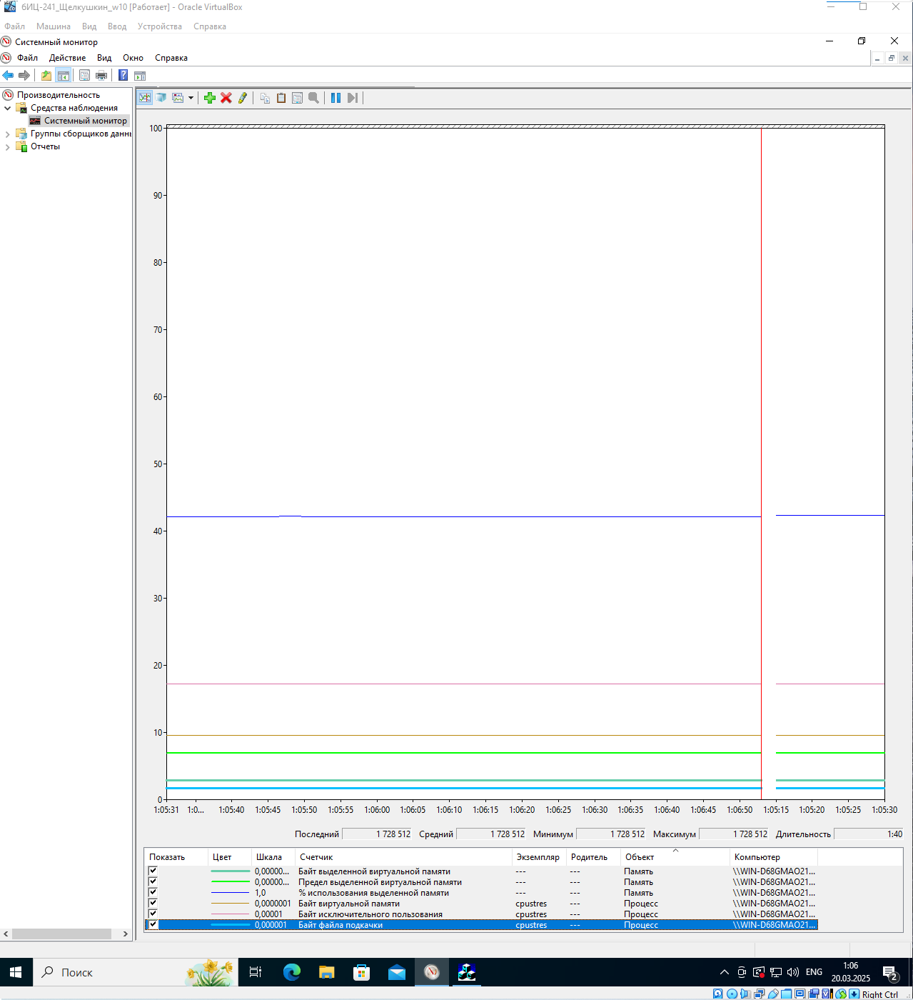 6ИЦ-241_Щелкушкин_w10 [Работает] - Oracle VirtualBox
Файл Машина Вид Ввод Устройства Справка
Системный монитор
Файл Действие Вид Окно Справка
Производительность
Средства наблюдения
Системный монитор
Группы сборщиков данны
Отчеты
100
90
80
70
60
50
40
30
20
10
0
1:05:31 1:0... 1:05:40 1:05:45 1:05:50 1:05:55 1:06:00 1:06:05 1:06:10 1:06:15 1:06:20 1:06:25 1:06:30 1:06:35 1:06:40 1:06:45 1:06:50 1:05:15 1:05:20 1:05:25 1:05:30
Последний 1 728 512 Средний 1 728 512 Минимум 1 728 512 Максимум 1 728 512 Длительность 1:40
Показать Цвет Шкала Счетчик Экземпляр Родитель Объект Компьютер
0,00000... Байт выделенной виртуальной памяти --- --- Память \\WIN-D68GMAO21...
0,00000... Предел выделенной виртуальной памяти --- --- Память \\WIN-D68GMAO21...
1,0 % использования выделенной памяти --- --- Память \\WIN-D68GMAO21...
0,0000001 Байт виртуальной памяти cpustres --- Процесс \\WIN-D68GMAO21...
0,00001 Байт исключительного пользования cpustres --- Процесс \\WIN-D68GMAO21...
0,000001 Байт файла подкачки cpustres --- Процесс \\WIN-D68GMAO21...
Поиск
ENG
1:06
20.03.2025
2
Right Ctrl